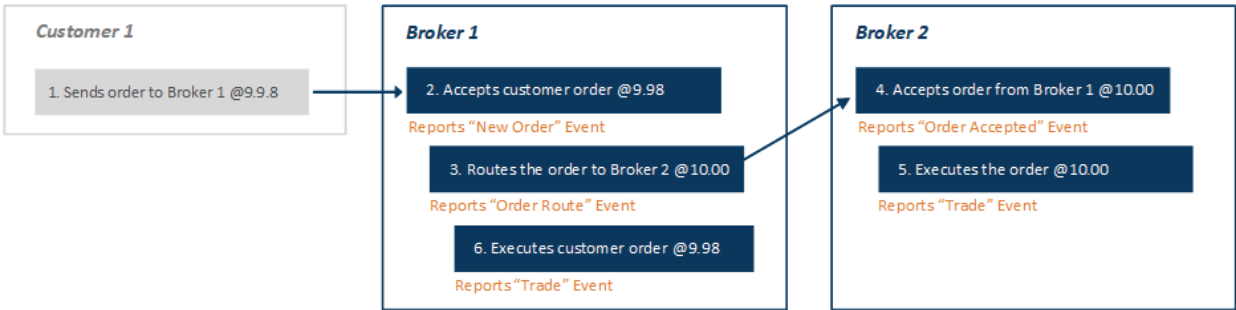 Customer 1
1. Sends order to Broker 1 @9.9.8
Broker 1
2. Accepts customer order @9.98
Reports “New Order” Event
3. Routes the order to Broker 2 @10.00
Reports “Order Route” Event
6. Executes customer order @9.98
Reports “Trade” Event
Broker 2
4. Accepts order from Broker 1 @10.00
Reports “Order Accepted” Event
5. Executes the order @10.00
Reports “Trade” Event